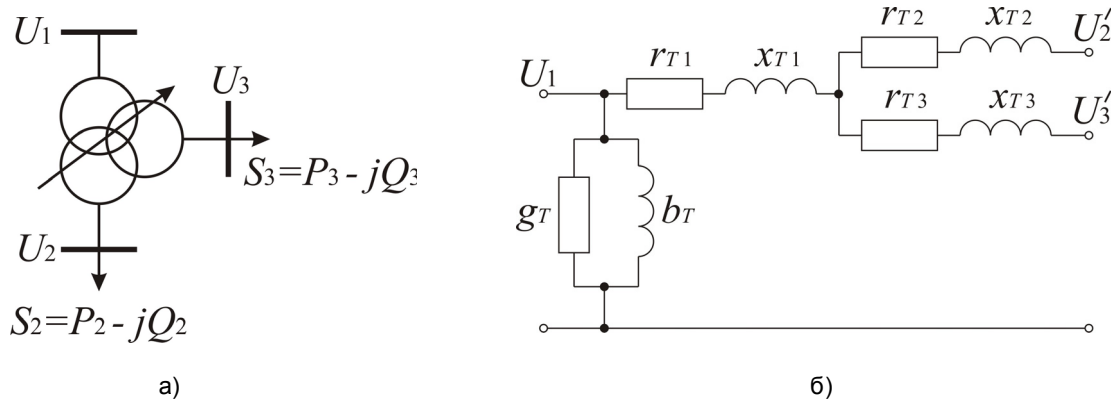 U1
U3
S3=P3 - jQ3
U2
S2=P2 - jQ2
а)
rT2
xT2
U2′
rT1
xT1
U1
U3′
rT3
xT3
gT
bT
б)